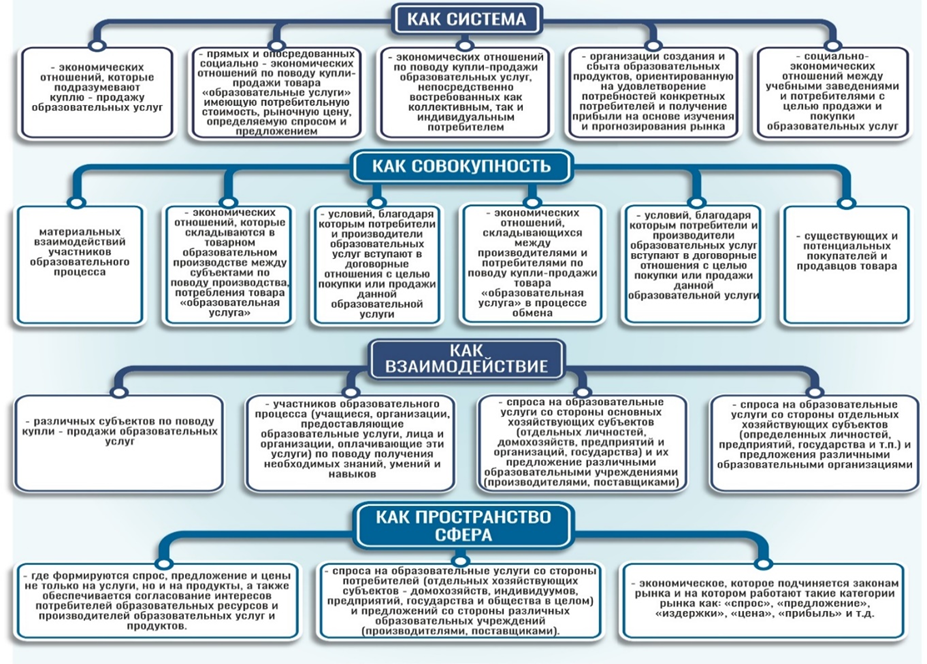 КАК СИСТЕМА
- экономических
отношений, которые
подразумевают
куплю - продажу
образовательных услуг
- прямых и опосредованных
социально - экономических
отношений по поводу купли-
продажи товара
«образовательные услуги»
имеющую потребительную
стоимость, рыночную цену,
определяемую спросом и
предложением
- экономических отношений
по поводу купли-продажи
образовательных услуг,
непосредственно
востребованных как
коллективным, так и
индивидуальным
потребителем
- организации создания и
сбыта образовательных
продуктов, ориентированную
на удовлетворение
потребностей конкретных
потребителей и получение
прибыли на основе изучения
и прогнозирования рынка
- социально-
экономических
отношений между
учебными заведениями
и потребителями с
целью продажи и
покупки
образовательных услуг
КАК СОВОКУПНОСТЬ
материальных
взаимодействий
участников
образовательного
процесса
- экономических
отношений, которые
складываются в
товарном
образовательном
производстве между
субъектами по
поводу производства,
потребления товара
«образовательная
услуга»
- условий, благодаря
которым потребители
и производители
образовательных
услуг вступают в
договорные
отношения с целью
покупки или продажи
данной
образовательной
услуги
- экономических
отношений,
складывающихся
между
производителями и
потребителями по
поводу купли-продажи
товара
«образовательная
услуга» в процессе
обмена
- условий, благодаря
которым потребители и
производители
образовательных услуг
вступают в договорные
отношения с целью
покупки или продажи
данной
образовательной услуги
- существующих и
потенциальных
покупателей и
продавцов товара
КАК
ВЗАИМОДЕЙСТВИЕ
- различных субъектов по поводу
купли - продажи образовательных
услуг
- участников образовательного
процесса (учащиеся, организации,
предоставляющие
образовательные услуги, лица и
организации, оплачивающие эти
услуги) по поводу получения
необходимых знаний, умений и
навыков
- спроса на образовательные
услуги со стороны основных
хозяйствующих субъектов
(отдельных личностей,
домохозяйств, предприятий и
организаций, государства) и их
предложение различными
образовательными учреждениями
(производителями, поставщиками)
- спроса на образовательные
услуги со стороны отдельных
хозяйствующих субъектов
(определенных личностей,
предприятий, государства и т.п.) и
предложения различными
образовательными организациями
КАК ПРОСТРАНСТВО
СФЕРА
- где формируются спрос, предложение и цены
не только на услуги, но и на продукты, а также
обеспечивается согласование интересов
потребителей образовательных ресурсов и
производителей образовательных услуг и
продуктов.
- спроса на образовательные услуги со стороны
потребителей (отдельных хозяйствующих
субъектов - домохозяйств, индивидуумов,
предприятий, государства и общества в целом)
и предложений со стороны различных
образовательных учреждений
(производителями, поставщиками).
- экономическое, которое подчиняется законам
рынка и на котором работают такие категории
рынка как: «спрос», «предложение»,
«издержки», «цена», «прибыль» и т.д.